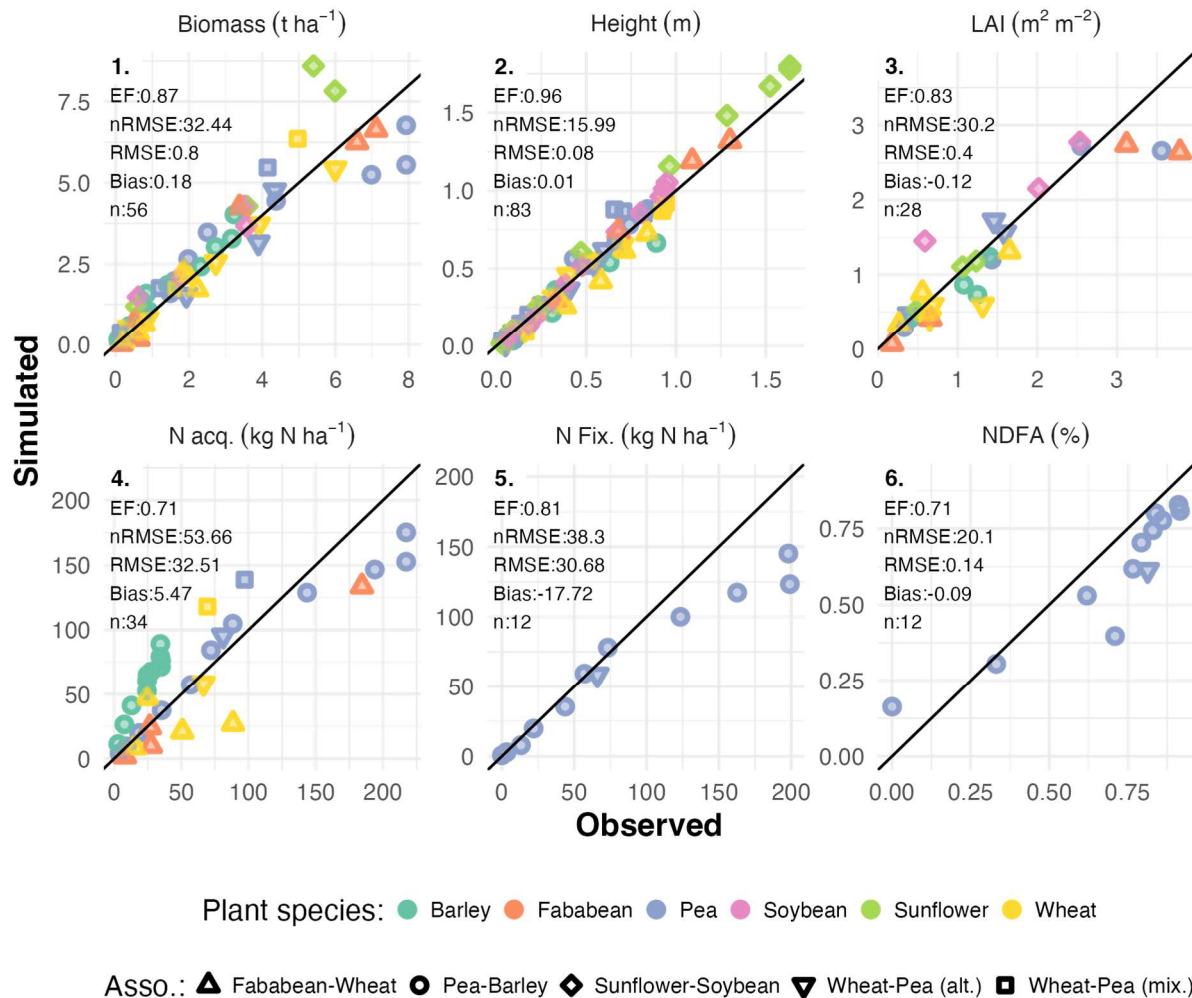 Biomass (t ha⁻¹)
Height (m)
LAI (m² m⁻²)
1.
EF:0.87
nRMSE:32.44
RMSE:0.8
Bias:0.18
n:56
7.5
5.0
2.5
0.0
0 2 4 6 8
2.
EF:0.96
nRMSE:15.99
RMSE:0.08
Bias:0.01
n:83
1.5
1.0
0.5
0.0
0.0 0.5 1.0 1.5
3.
EF:0.83
nRMSE:30.2
RMSE:0.4
Bias:-0.12
n:28
3
2
1
0
0 1 2 3
Simulated
N acq. (kg N ha⁻¹)
N Fix. (kg N ha⁻¹)
NDFA (%)
4.
EF:0.71
nRMSE:53.66
RMSE:32.51
Bias:5.47
n:34
200
150
100
50
0
0 50 100 150 200
5.
EF:0.81
nRMSE:38.3
RMSE:30.68
Bias:-17.72
n:12
200
150
100
50
0
0 50 100 150 200
6.
EF:0.71
nRMSE:20.1
RMSE:0.14
Bias:-0.09
n:12
0.75
0.50
0.25
0.00
0.00 0.25 0.50 0.75
Observed
Plant species: Barley Fababean Pea Soybean Sunflower Wheat
Asso.: Fababean-Wheat Pea-Barley Sunflower-Soybean Wheat-Pea (alt.) Wheat-Pea (mix.)